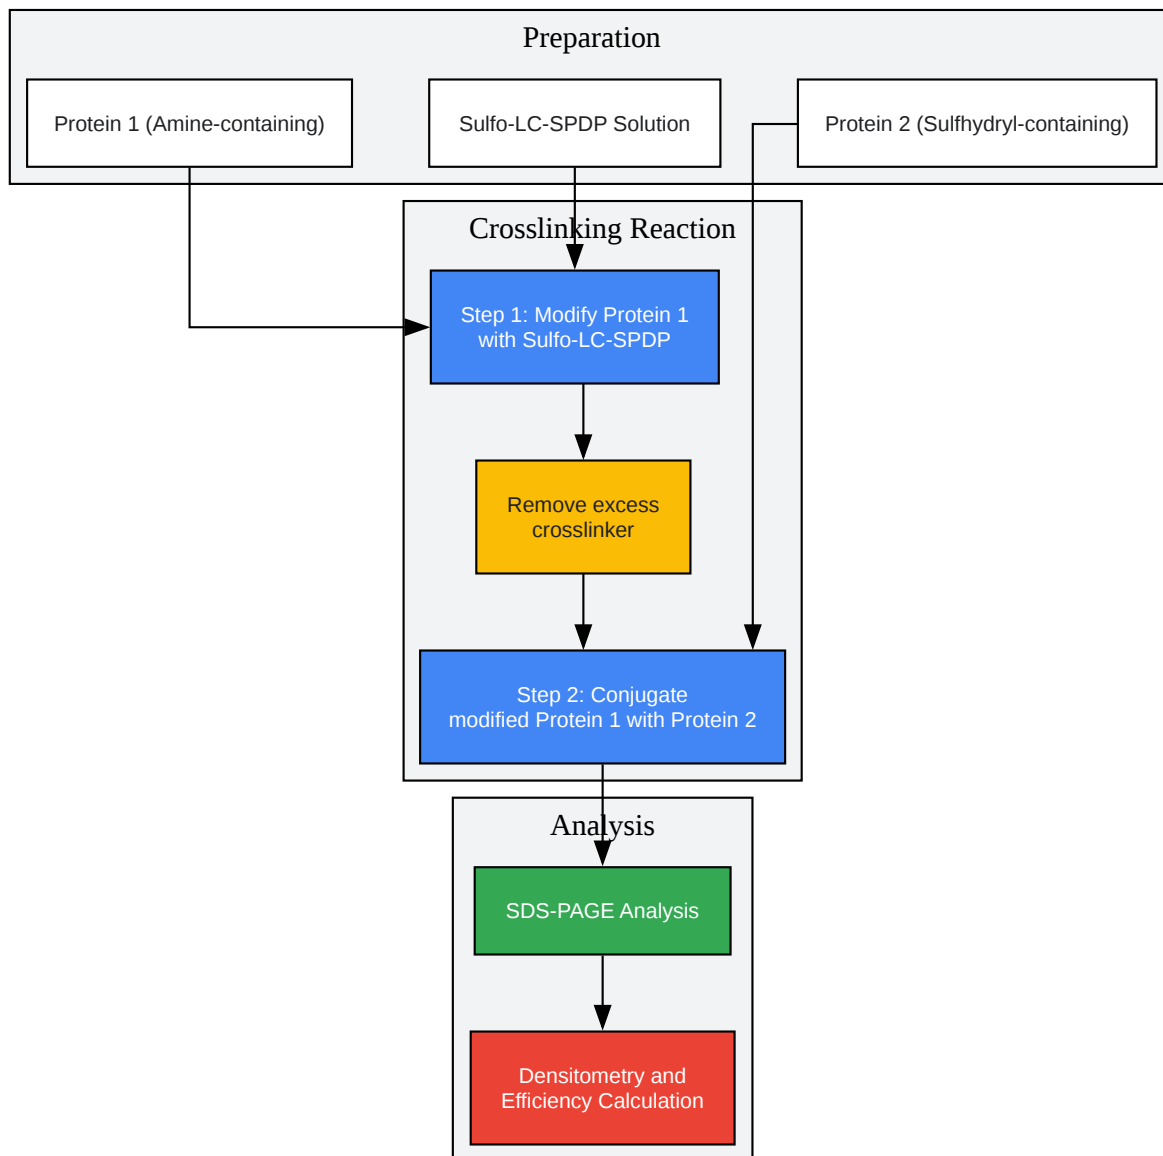 Preparation
Protein 1 (Amine-containing)
Sulfo-LC-SPDP Solution
Protein 2 (Sulfhydryl-containing)
Crosslinking Reaction
Step 1: Modify Protein 1
with Sulfo-LC-SPDP
Remove excess
crosslinker
Step 2: Conjugate
modified Protein 1 with Protein 2
Analysis
SDS-PAGE Analysis
Densitometry and
Efficiency Calculation